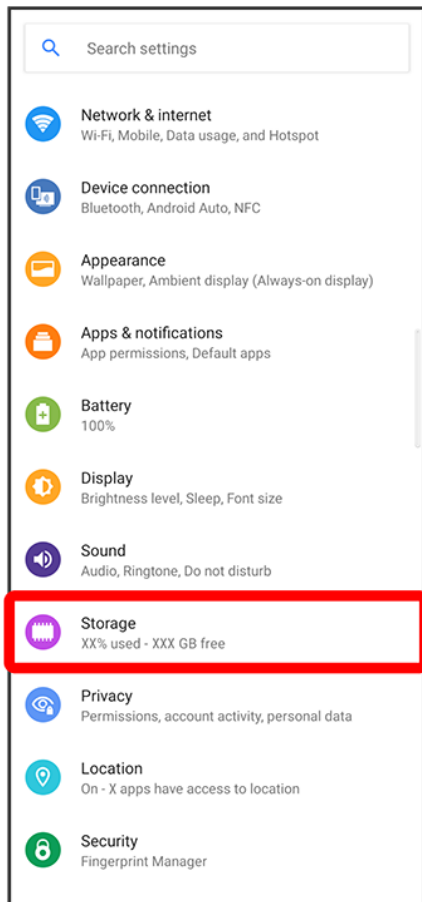 Search settings
Network & internet
Wi-Fi, Mobile, Data usage, and Hotspot
Device connection
Bluetooth, Android Auto, NFC
Appearance
Wallpaper, Ambient display (Always-on display)
Apps & notifications
App permissions, Default apps
Battery
100%
Display
Brightness level, Sleep, Font size
Sound
Audio, Ringtone, Do not disturb
Storage
XX% used - XXX GB free
Privacy
Permissions, account activity, personal data
Location
On - X apps have access to location
Security
Fingerprint Manager